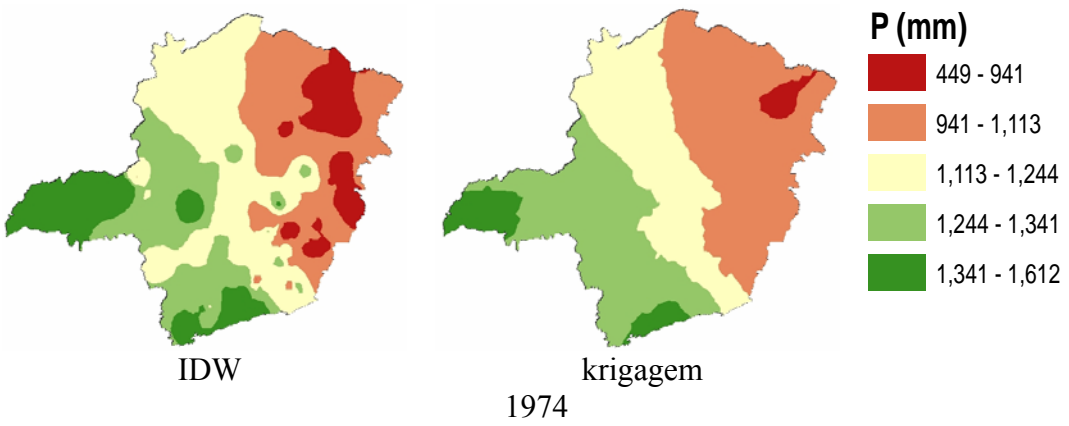 P (mm)
449 - 941
941 - 1,113
1,113 - 1,244
1,244 - 1,341
1,341 - 1,612
IDW
krigagem
1974